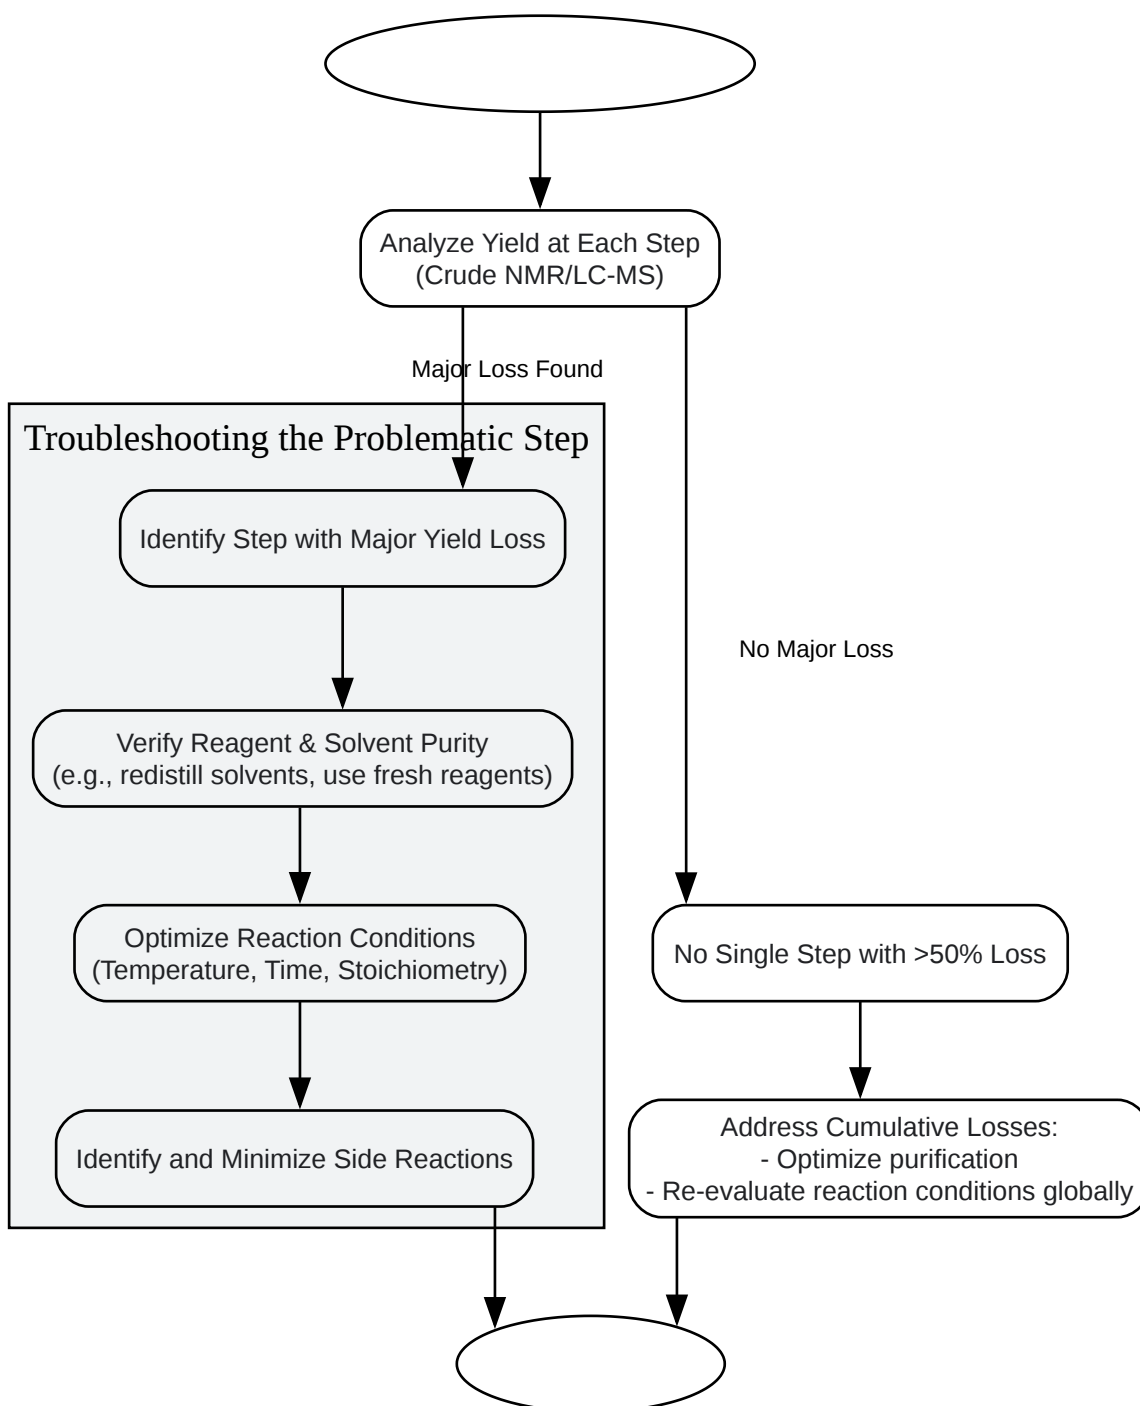 Analyze Yield at Each Step
(Crude NMR/LC-MS)
Major Loss Found
Troubleshooting the Problematic Step
Identify Step with Major Yield Loss
No Major Loss
Verify Reagent & Solvent Purity
(e.g., redistill solvents, use fresh reagents)
Optimize Reaction Conditions
(Temperature, Time, Stoichiometry)
No Single Step with >50% Loss
Identify and Minimize Side Reactions
Address Cumulative Losses:
- Optimize purification
- Re-evaluate reaction conditions globally